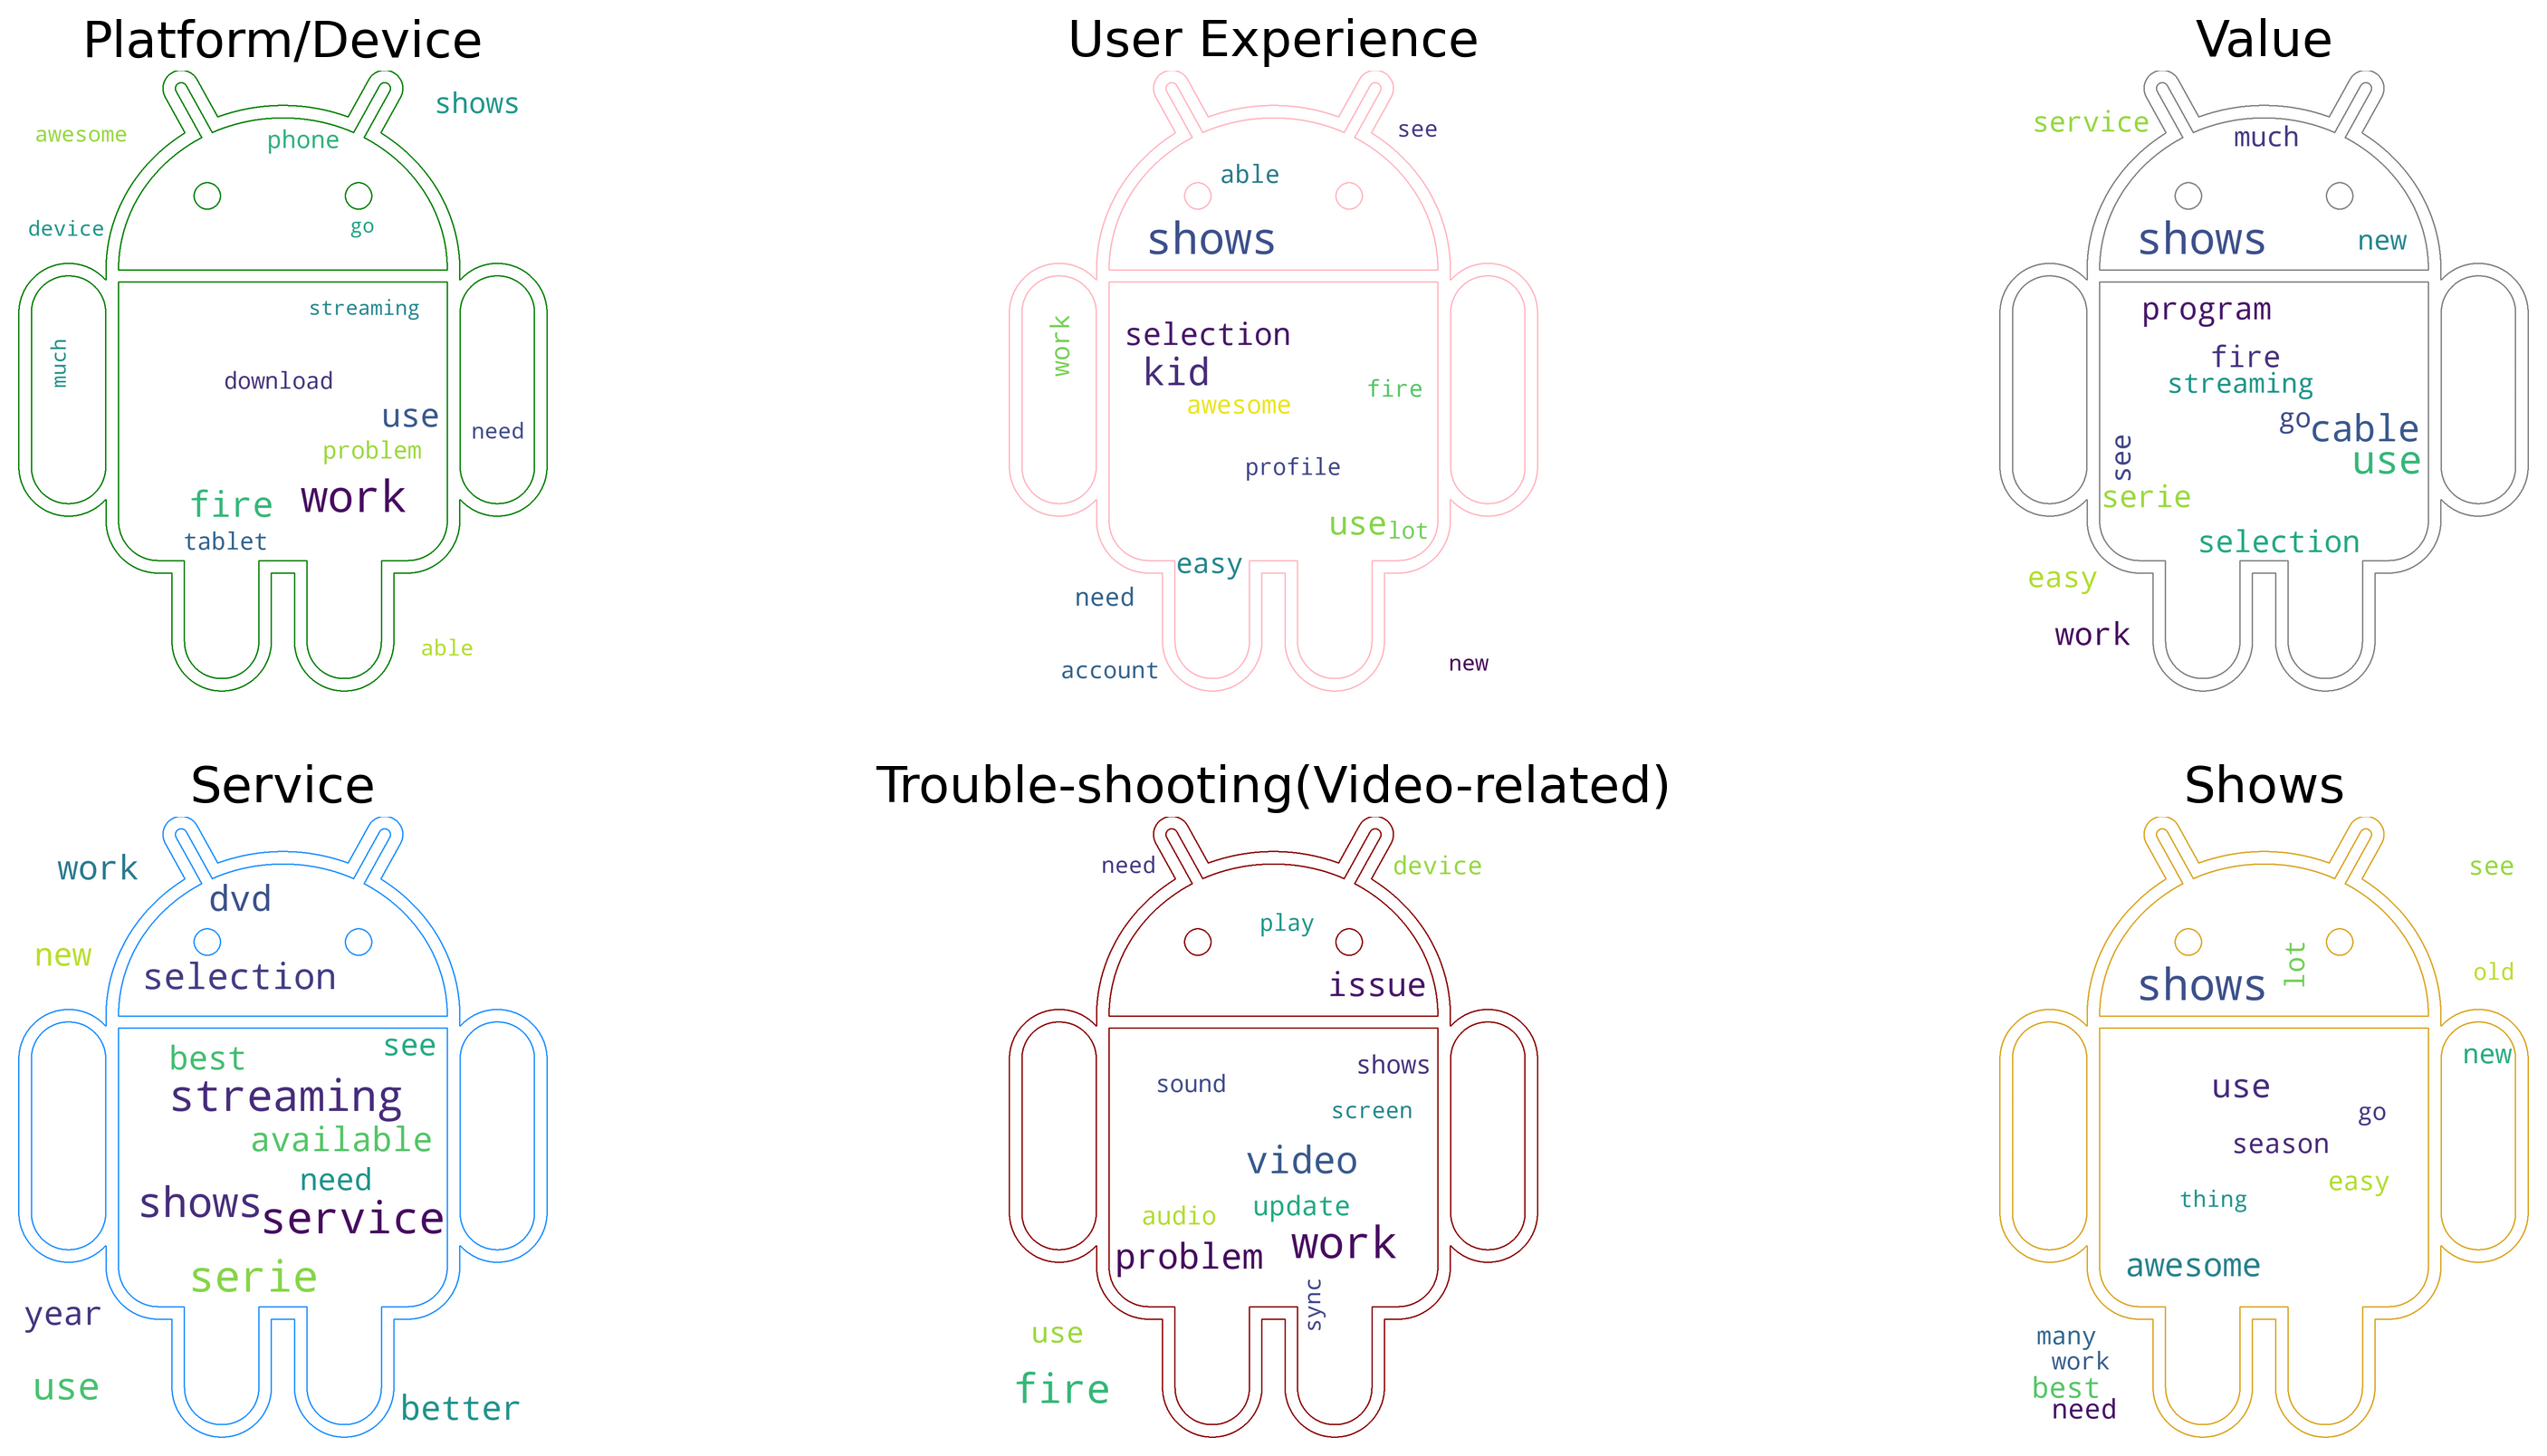 Platform/Device
shows
awesome
phone
device
go
streaming
much
download
use
need
problem
fire
work
tablet
able
User Experience
see
able
shows
work
selection
kid
fire
awesome
profile
use
lot
easy
need
new
account
Value
service
much
shows
new
program
fire
streaming
go
cable
see
use
serie
selection
easy
work
Service
work
dvd
new
selection
see
best
streaming
available
need
shows
service
serie
year
use
better
Trouble-shooting(Video-related)
need
device
play
issue
shows
sound
screen
video
update
audio
work
problem
sync
use
fire
Shows
see
lot
old
shows
new
use
go
season
easy
thing
awesome
many
work
best
need